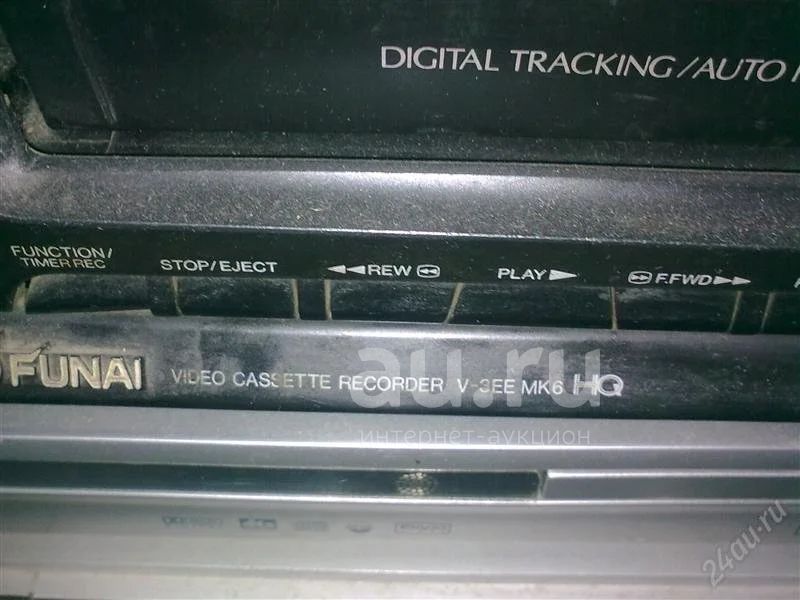 DIGITAL TRACKING/AUTO
FUNCTION/
TIMER REC
STOP/EJECT
REW
PLAY
F.FWD
FUNAI
VIDEO CASSETTE RECORDER V-3EE MK6 HQ
au.ru
интернет-аукцион
24au.ru